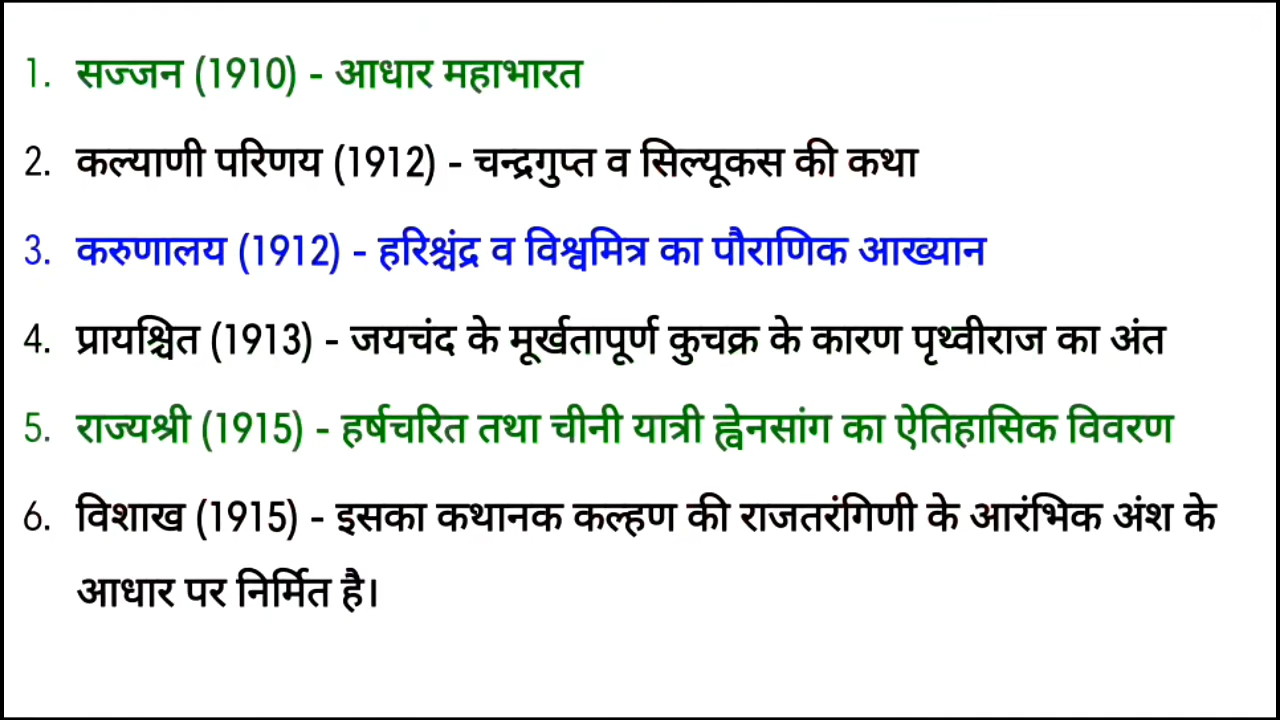 1. सज्जन (1910) - आधार महाभारत
2. कल्याणी परिणय (1912) - चन्द्रगुप्त व सिल्यूकस की कथा
3. करुणालय (1912) - हरिश्चंद्र व विश्वमित्र का पौराणिक आख्यान
4. प्रायश्चित (1913) - जयचंद के मूर्खतापूर्ण कुचक्र के कारण पृथ्वीराज का अंत
5. राज्यश्री (1915) - हर्षचरित तथा चीनी यात्री ह्वेनसांग का ऐतिहासिक विवरण
6. विशाख (1915) - इसका कथानक कल्हण की राजतरंगिणी के आरंभिक अंश के
आधार पर निर्मित है।